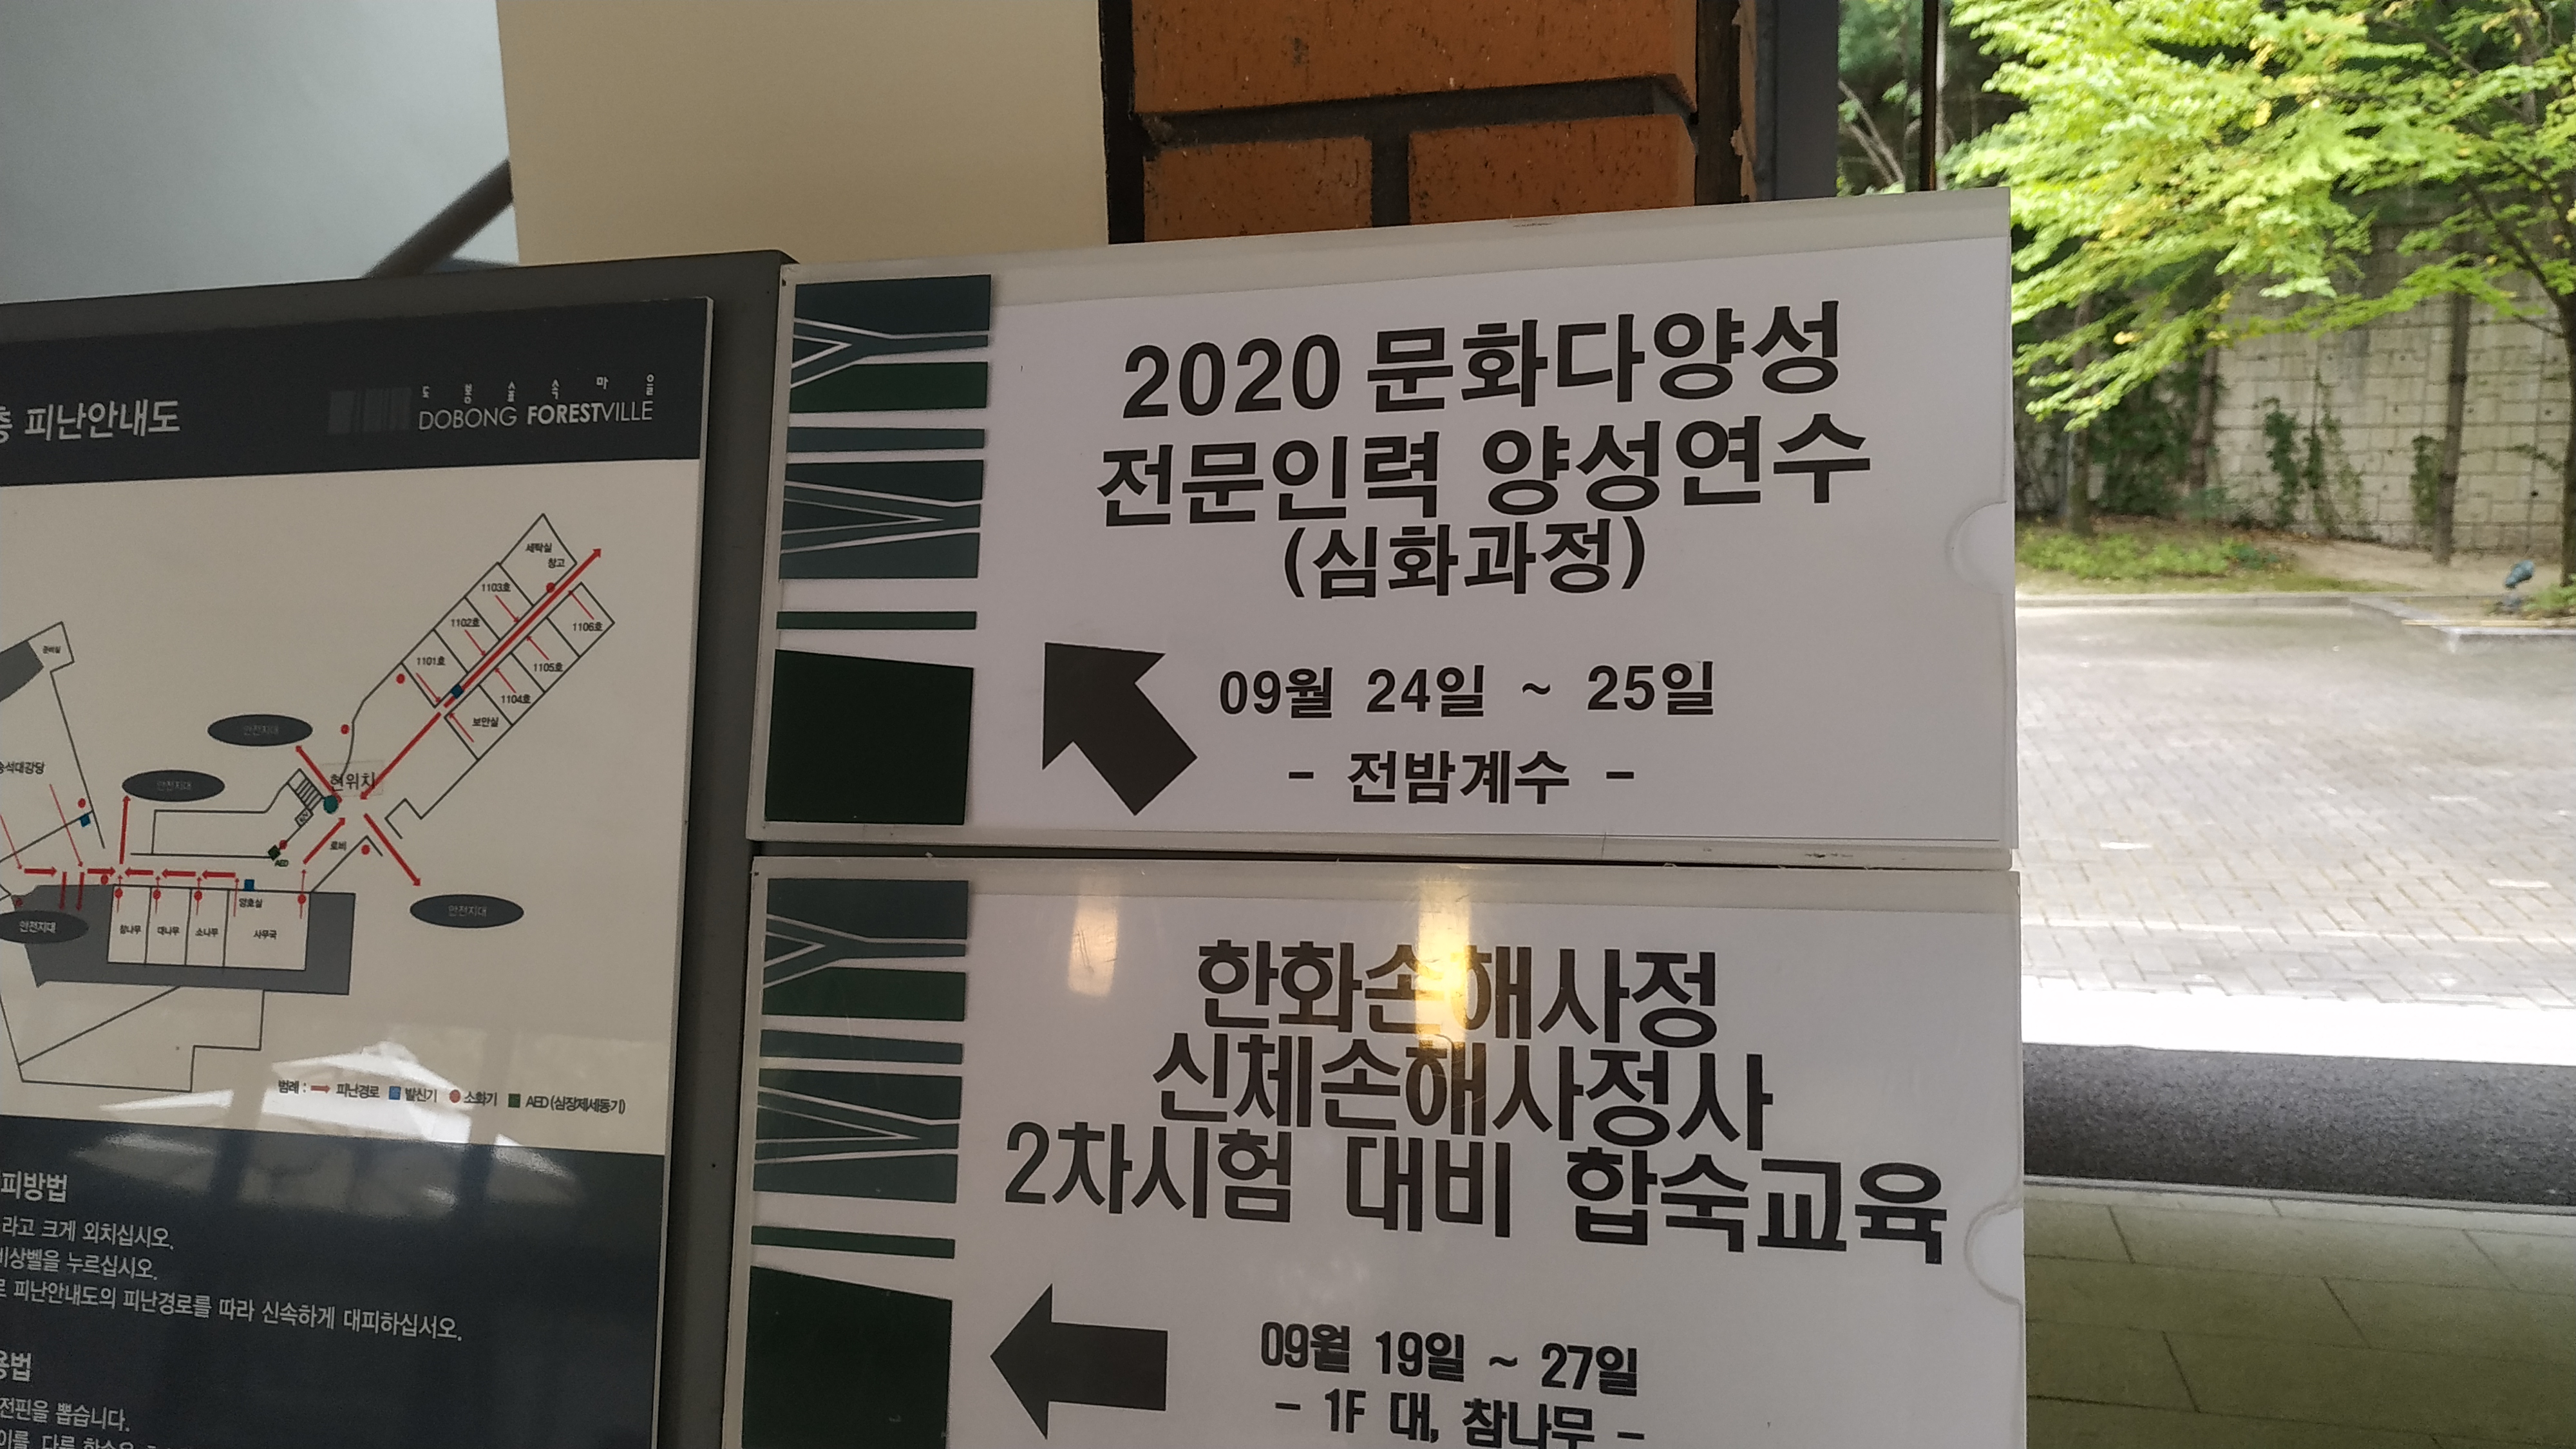 층 피난안내도
도봉숲속마을
DOBONG FORESTVILLE
세탁실
창고
1103호
1102호
1106호
1101호
1105호
1104호
보안실
준비실
안전지대
현위치
안전지대
AED
로비
안전지대
안전지대
양호실
참나무
대나무
소나무
사무국
범례 : 피난경로 발신기 소화기 AED (심장제세동기)
피방법
라고 크게 외치십시오.
비상벨을 누르십시오.
피난안내도의 피난경로를 따라 신속하게 대피하십서오.
용법
전핀을 뽑습니다.
2020 문화다양성
전문인력 양성연수
(심화과정)
09월 24일 ~ 25일
- 전밤계수 -
한화손해사정
신체손해사정사
2차시험 대비 합숙교육
09월 19일 ~ 27일
- 1F 대, 참나무 -